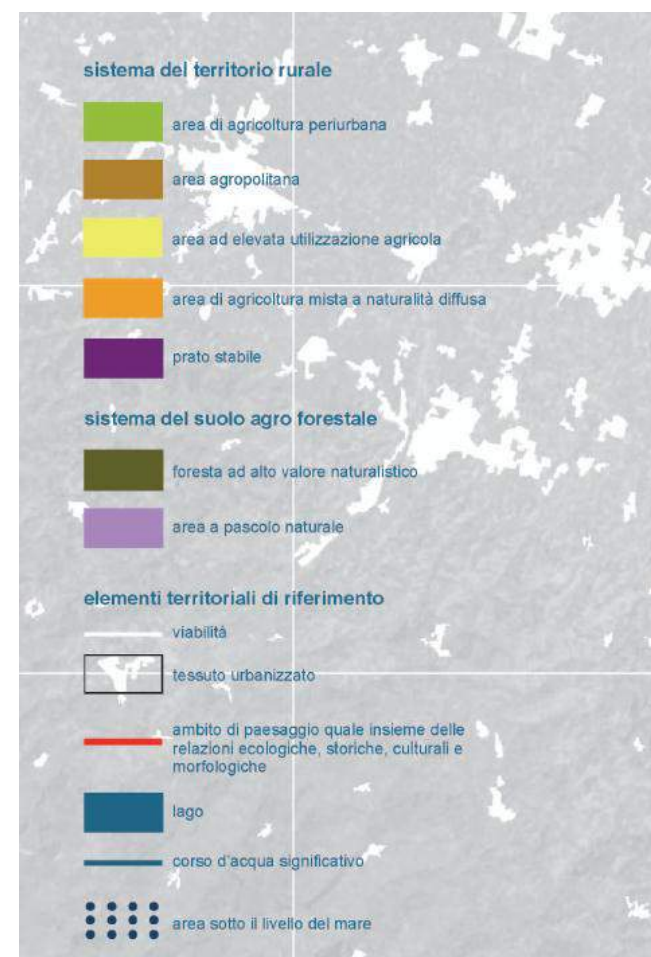 sistema del territorio rurale
area di agricoltura periurbana
area agropolitana
area ad elevata utilizzazione agricola
area di agricoltura mista a naturalità diffusa
prato stabile
sistema del suolo agro forestale
foresta ad alto valore naturalistico
area a pascolo naturale
elementi territoriali di riferimento
viabilità
tessuto urbanizzato
ambito di paesaggio quale insieme delle
relazioni ecologiche, storiche, culturali e
morfologiche
lago
corso d'acqua significativo
area sotto il livello del mare